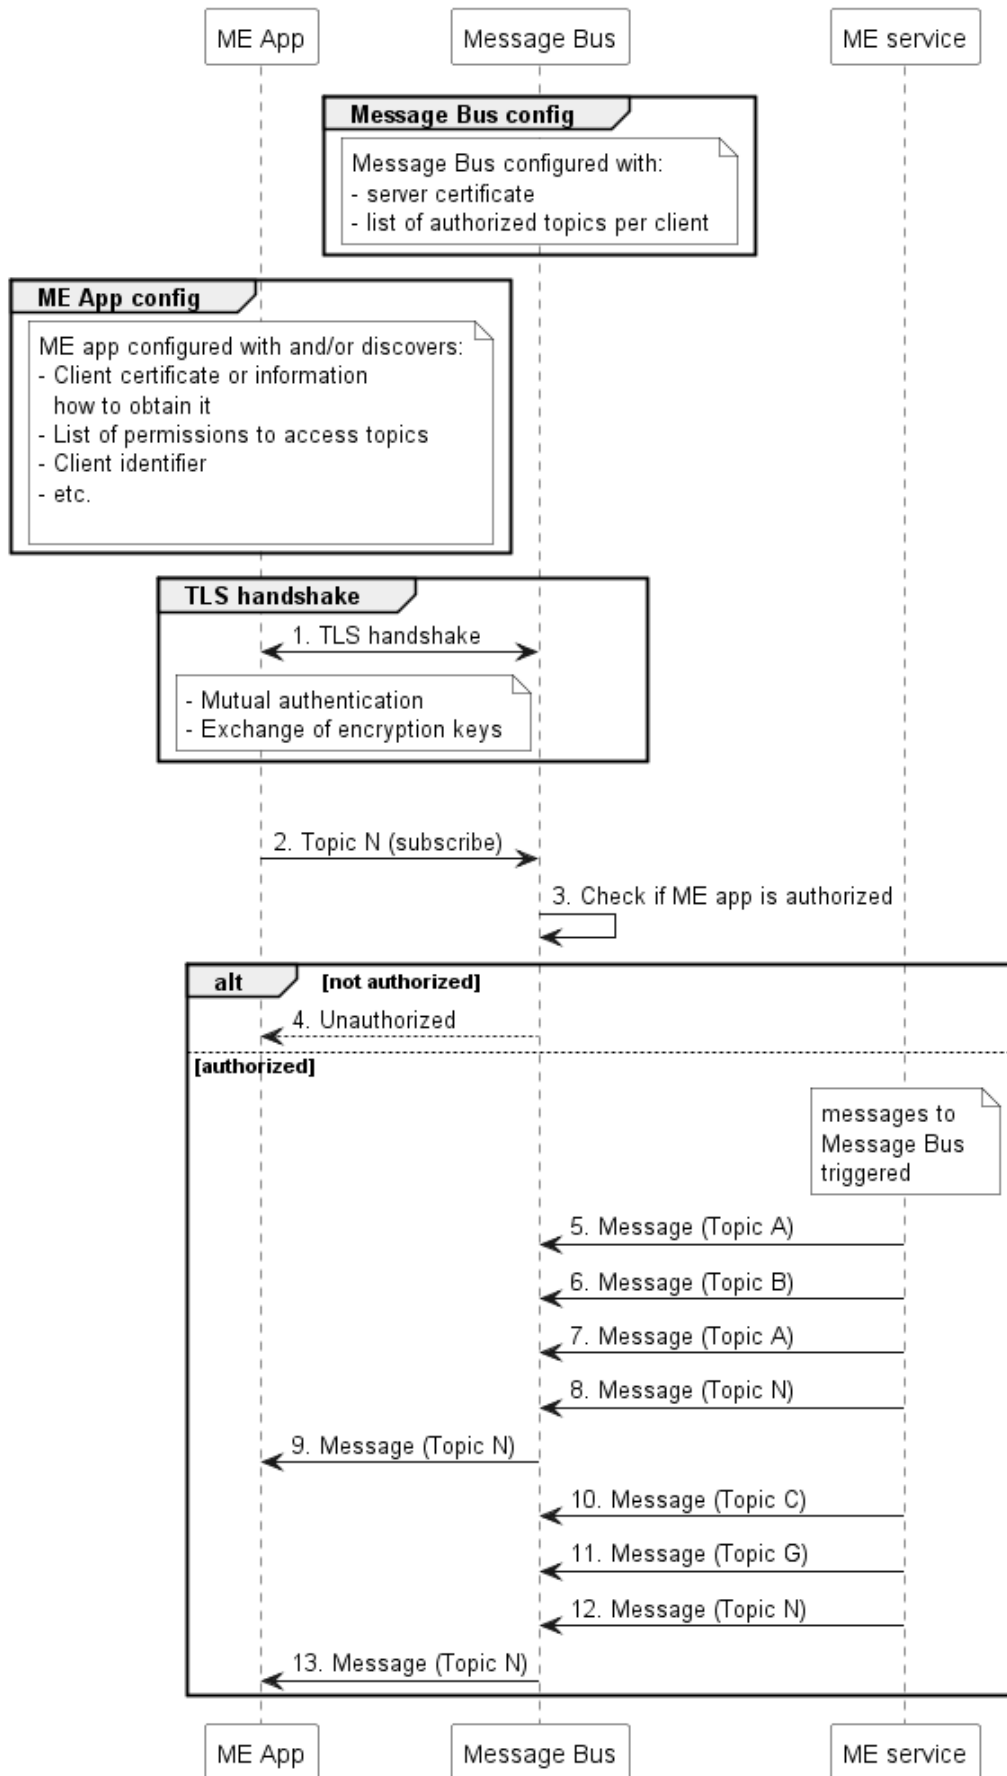 ME App
Message Bus
ME service
Message Bus config
Message Bus configured with:
- server certificate
- list of authorized topics per client
ME App config
ME app configured with and/or discovers:
- Client certificate or information
how to obtain it
- List of permissions to access topics
- Client identifier
- etc.
TLS handshake
1. TLS handshake
- Mutual authentication
- Exchange of encryption keys
2. Topic N (subscribe)
3. Check if ME app is authorized
alt
[not authorized]
4. Unauthorized
[authorized]
messages to
Message Bus
triggered
5. Message (Topic A)
6. Message (Topic B)
7. Message (Topic A)
8. Message (Topic N)
9. Message (Topic N)
10. Message (Topic C)
11. Message (Topic G)
12. Message (Topic N)
13. Message (Topic N)
ME App
Message Bus
ME service